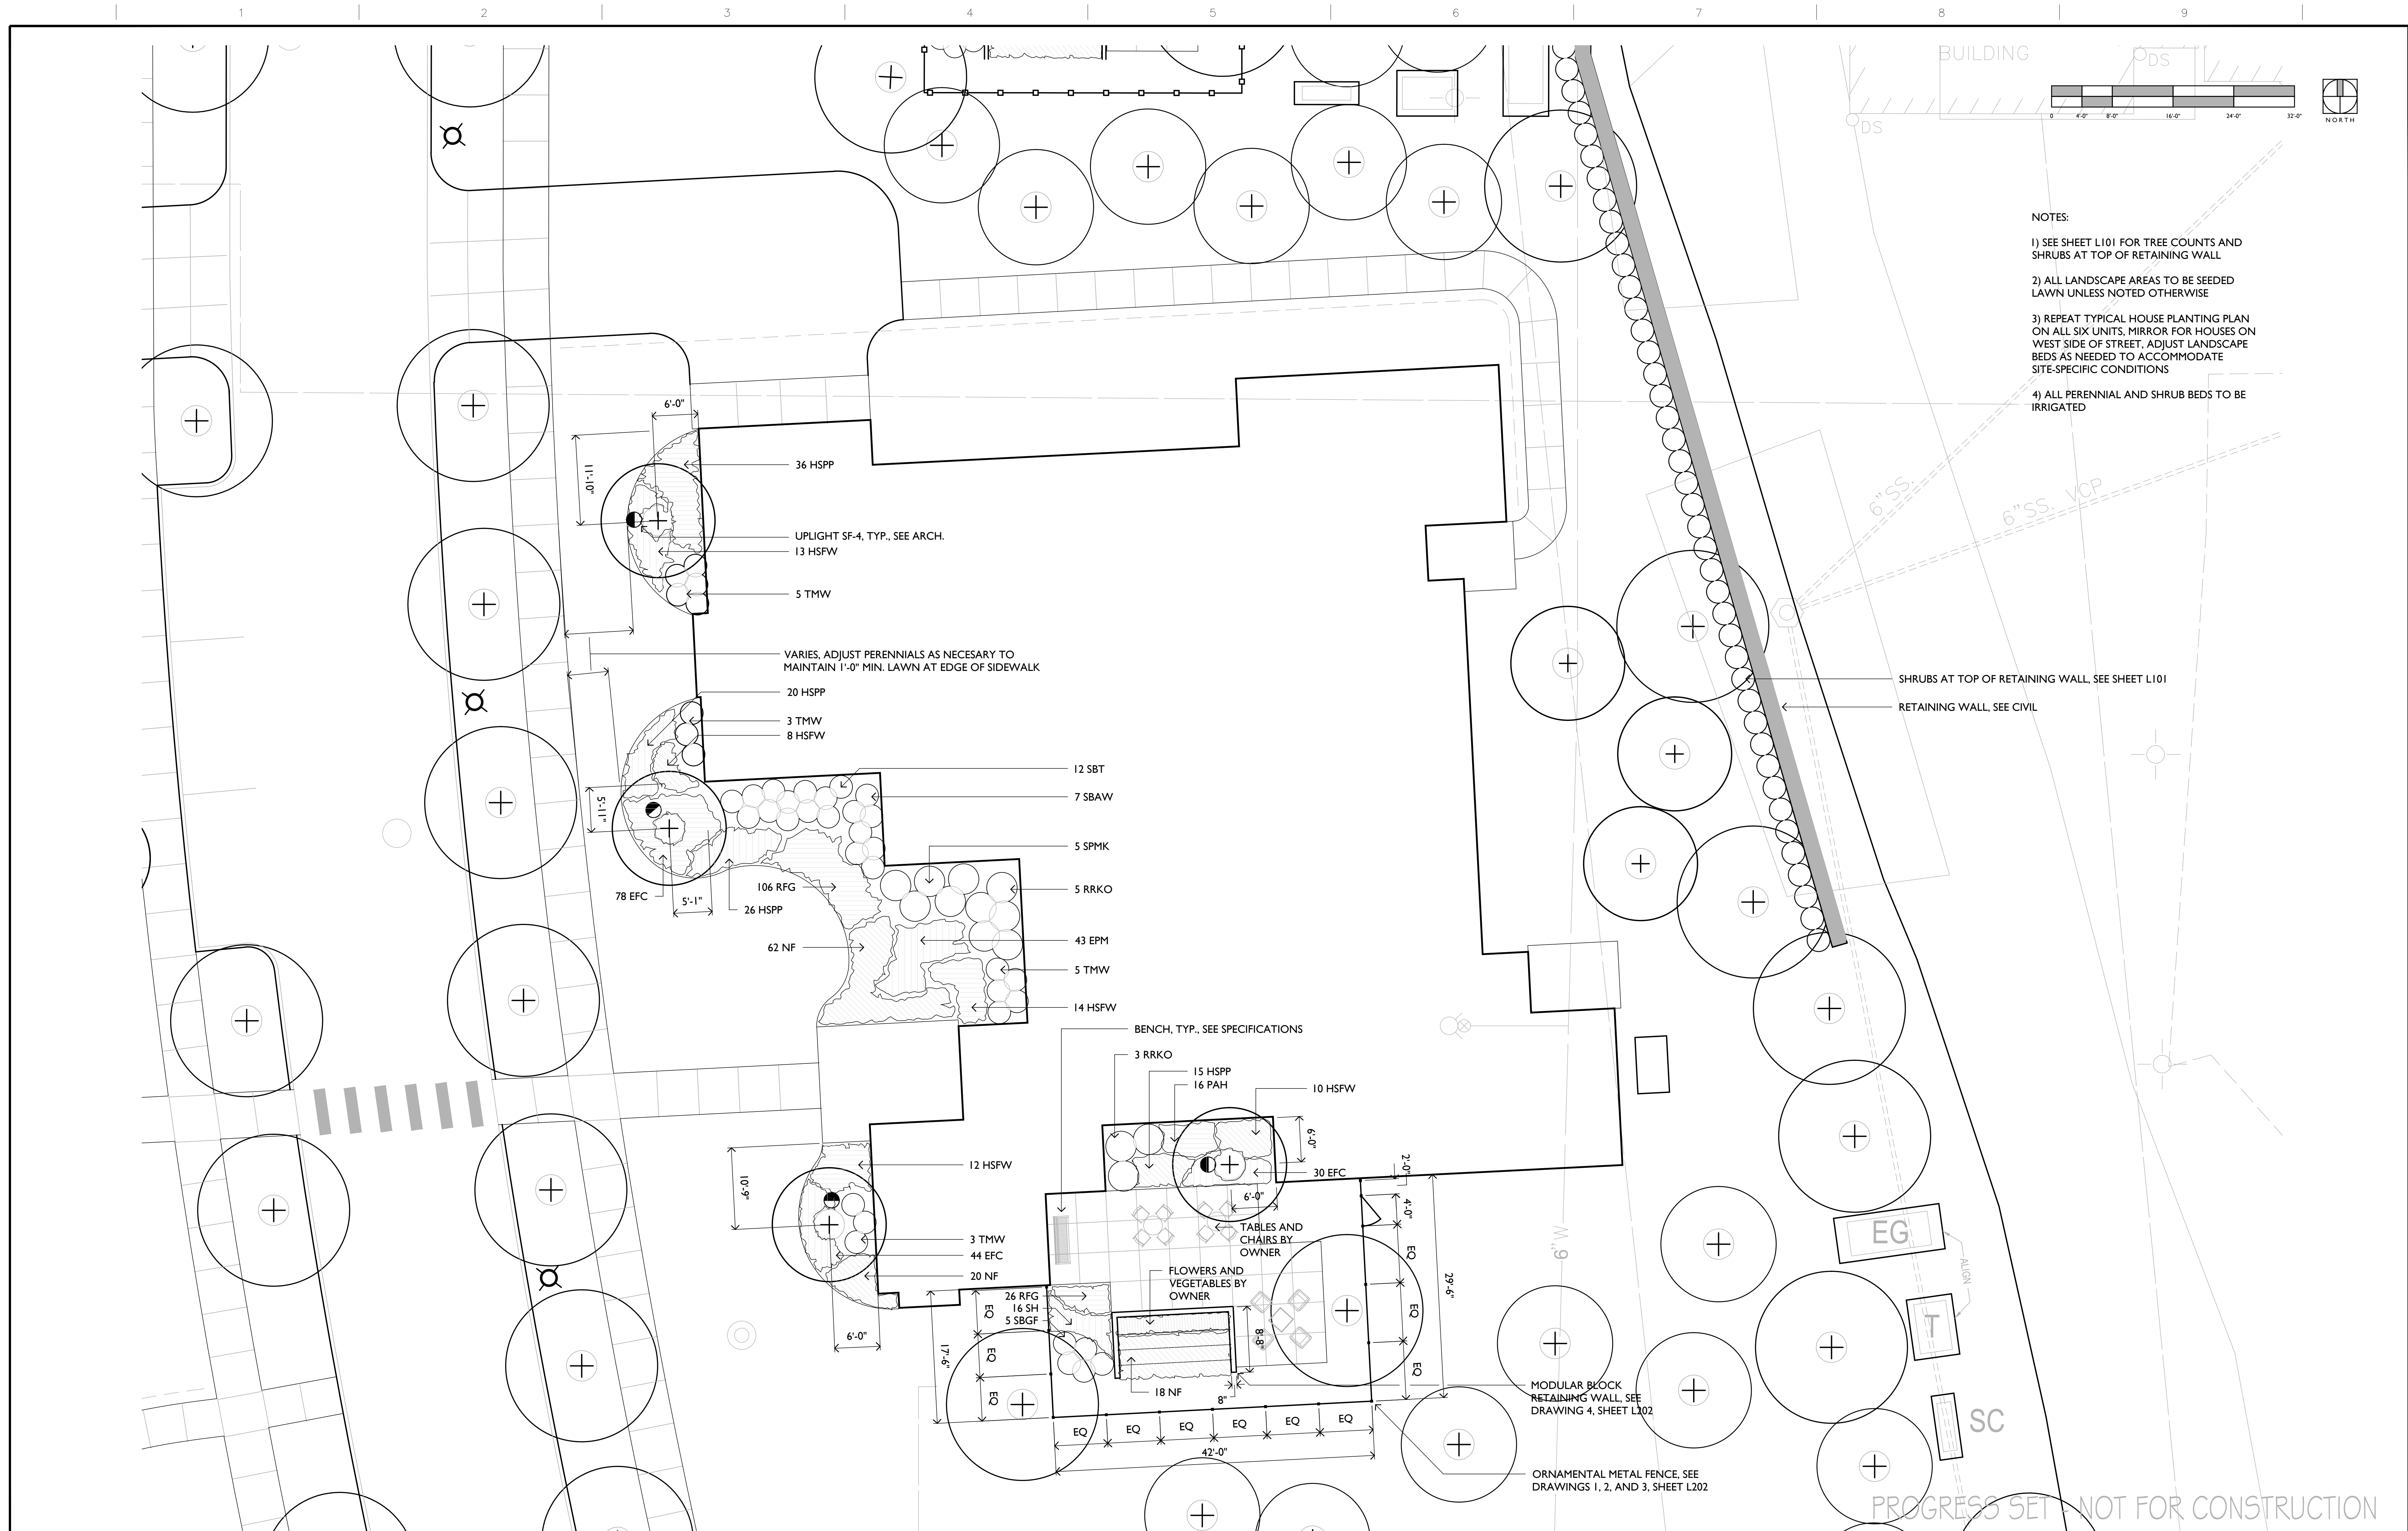 1 2 3 4 5 6 7 8 9
BUILDING
DS
DS
0 4'-0" 8'-0" 16'-0" 24'-0" 32'-0"
NORTH
NOTES:
1) SEE SHEET L101 FOR TREE COUNTS AND
SHRUBS AT TOP OF RETAINING WALL
2) ALL LANDSCAPE AREAS TO BE SEEDED
LAWN UNLESS NOTED OTHERWISE
3) REPEAT TYPICAL HOUSE PLANTING PLAN
ON ALL SIX UNITS, MIRROR FOR HOUSES ON
WEST SIDE OF STREET, ADJUST LANDSCAPE
BEDS AS NEEDED TO ACCOMMODATE
SITE-SPECIFIC CONDITIONS
4) ALL PERENNIAL AND SHRUB BEDS TO BE
IRRIGATED
6'-0"
11'-10"
36 HSPP
UPLIGHT SF-4, TYP., SEE ARCH.
13 HSFW
5 TMW
6"SS.
6"SS. VCP
VARIES, ADJUST PERENNIALS AS NECESARY TO
MAINTAIN 1'-0" MIN. LAWN AT EDGE OF SIDEWALK
20 HSPP
3 TMW
8 HSFW
SHRUBS AT TOP OF RETAINING WALL, SEE SHEET L101
RETAINING WALL, SEE CIVIL
12 SBT
7 SBAW
5'-11"
5 SPMK
5 RRKO
106 RFG
78 EFC
5'-1"
26 HSPP
62 NF
43 EPM
5 TMW
14 HSFW
BENCH, TYP., SEE SPECIFICATIONS
3 RRKO
15 HSPP
16 PAH
10 HSFW
6'-0"
30 EFC
6'-0"
2'-0"
4'-0"
12 HSFW
10'-9"
3 TMW
44 EFC
20 NF
6'-0"
TABLES AND
CHAIRS BY
OWNER
FLOWERS AND
VEGETABLES BY
OWNER
26 RFG
16 SH
5 SBGF
EQ
EQ
EQ
17'-6"
8'-8"
18 NF
8"
EQ
EQ
EQ
29'-6"
EQ EQ EQ EQ EQ EQ
42'-0"
6"W.
EG
ALIGN
T
SC
MODULAR BLOCK
RETAINING WALL, SEE
DRAWING 4, SHEET L202
ORNAMENTAL METAL FENCE, SEE
DRAWINGS 1, 2, AND 3, SHEET L202
PROGRESS SET - NOT FOR CONSTRUCTION